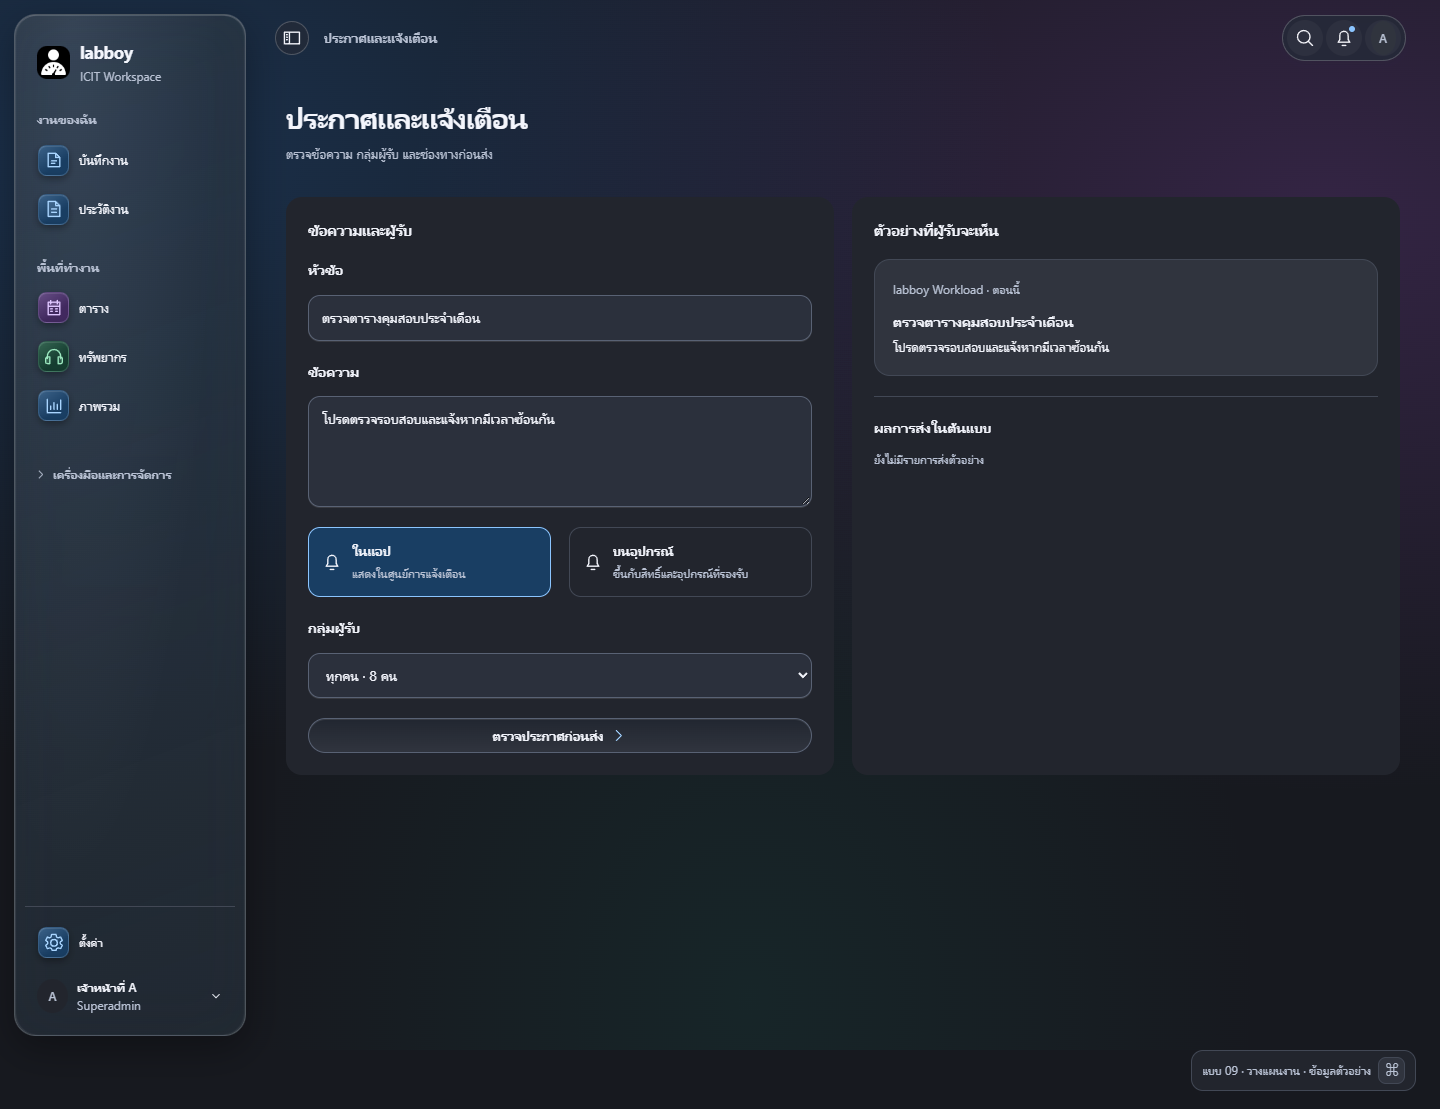 labboy
ICIT Workspace
งานของฉัน
บันทึกงาน
ประวัติงาน
พื้นที่ทำงาน
ตาราง
ทรัพยากร
ภาพรวม
เครื่องมือและการจัดการ
ตั้งค่า
A
เจ้าหน้าที่ A
Superadmin
ประกาศและแจ้งเตือน
A
ประกาศและแจ้งเตือน
ตรวจข้อความ กลุ่มผู้รับ และช่องทางก่อนส่ง
ข้อความและผู้รับ
หัวข้อ
ตรวจตารางคุมสอบประจำเดือน
ข้อความ
โปรดตรวจรอบสอบและแจ้งหากมีเวลาซ้อนกัน
ในแอป
แสดงในศูนย์การแจ้งเตือน
บนอุปกรณ์
ขึ้นกับสิทธิ์และอุปกรณ์ที่รองรับ
กลุ่มผู้รับ
ทุกคน · 8 คน
ตรวจประกาศก่อนส่ง
ตัวอย่างที่ผู้รับจะเห็น
labboy Workload · ตอนนี้
ตรวจตารางคุมสอบประจำเดือน
โปรดตรวจรอบสอบและแจ้งหากมีเวลาซ้อนกัน
ผลการส่งในต้นแบบ
ยังไม่มีรายการส่งตัวอย่าง
แบบ 09 · วางแผนงาน · ข้อมูลตัวอย่าง ⌘